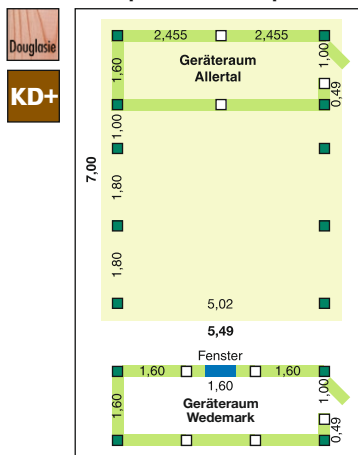 Douglasie
KD+
2,455 2,455
Geräteraum
Allertal
1,60
1,00
0,49
1,00
7,00
1,80
1,80
5,02
5,49
Fenster
1,60 1,60
1,60
1,60
1,00
Geräteraum
Wedemark
0,49